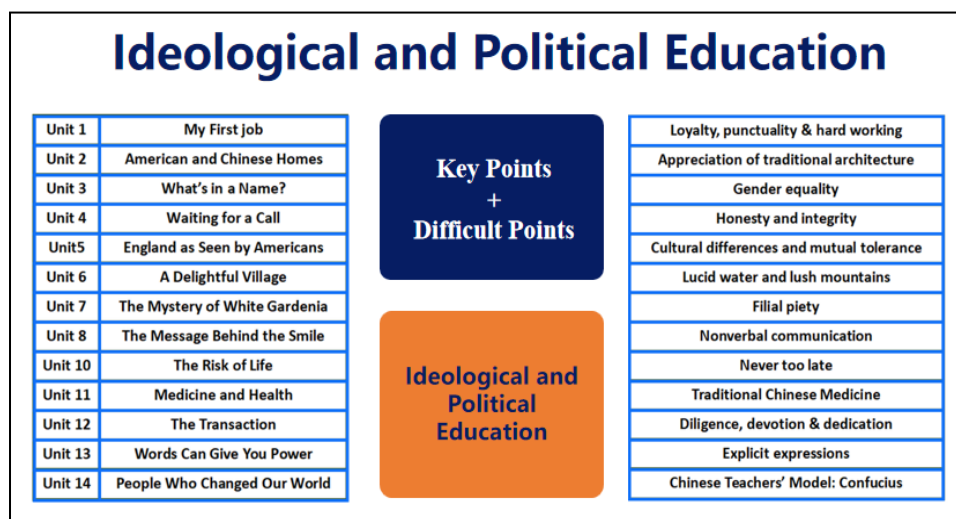 Ideological and Political Education
Unit 1 My First job
Unit 2 American and Chinese Homes
Unit 3 What's in a Name?
Unit 4 Waiting for a Call
Unit5 England as Seen by Americans
Unit 6 A Delightful Village
Unit 7 The Mystery of White Gardenia
Unit 8 The Message Behind the Smile
Unit 10 The Risk of Life
Unit 11 Medicine and Health
Unit 12 The Transaction
Unit 13 Words Can Give You Power
Unit 14 People Who Changed Our World
Key Points
+
Difficult Points
Ideological and
Political
Education
Loyalty, punctuality & hard working
Appreciation of traditional architecture
Gender equality
Honesty and integrity
Cultural differences and mutual tolerance
Lucid water and lush mountains
Filial piety
Nonverbal communication
Never too late
Traditional Chinese Medicine
Diligence, devotion & dedication
Explicit expressions
Chinese Teachers' Model: Confucius